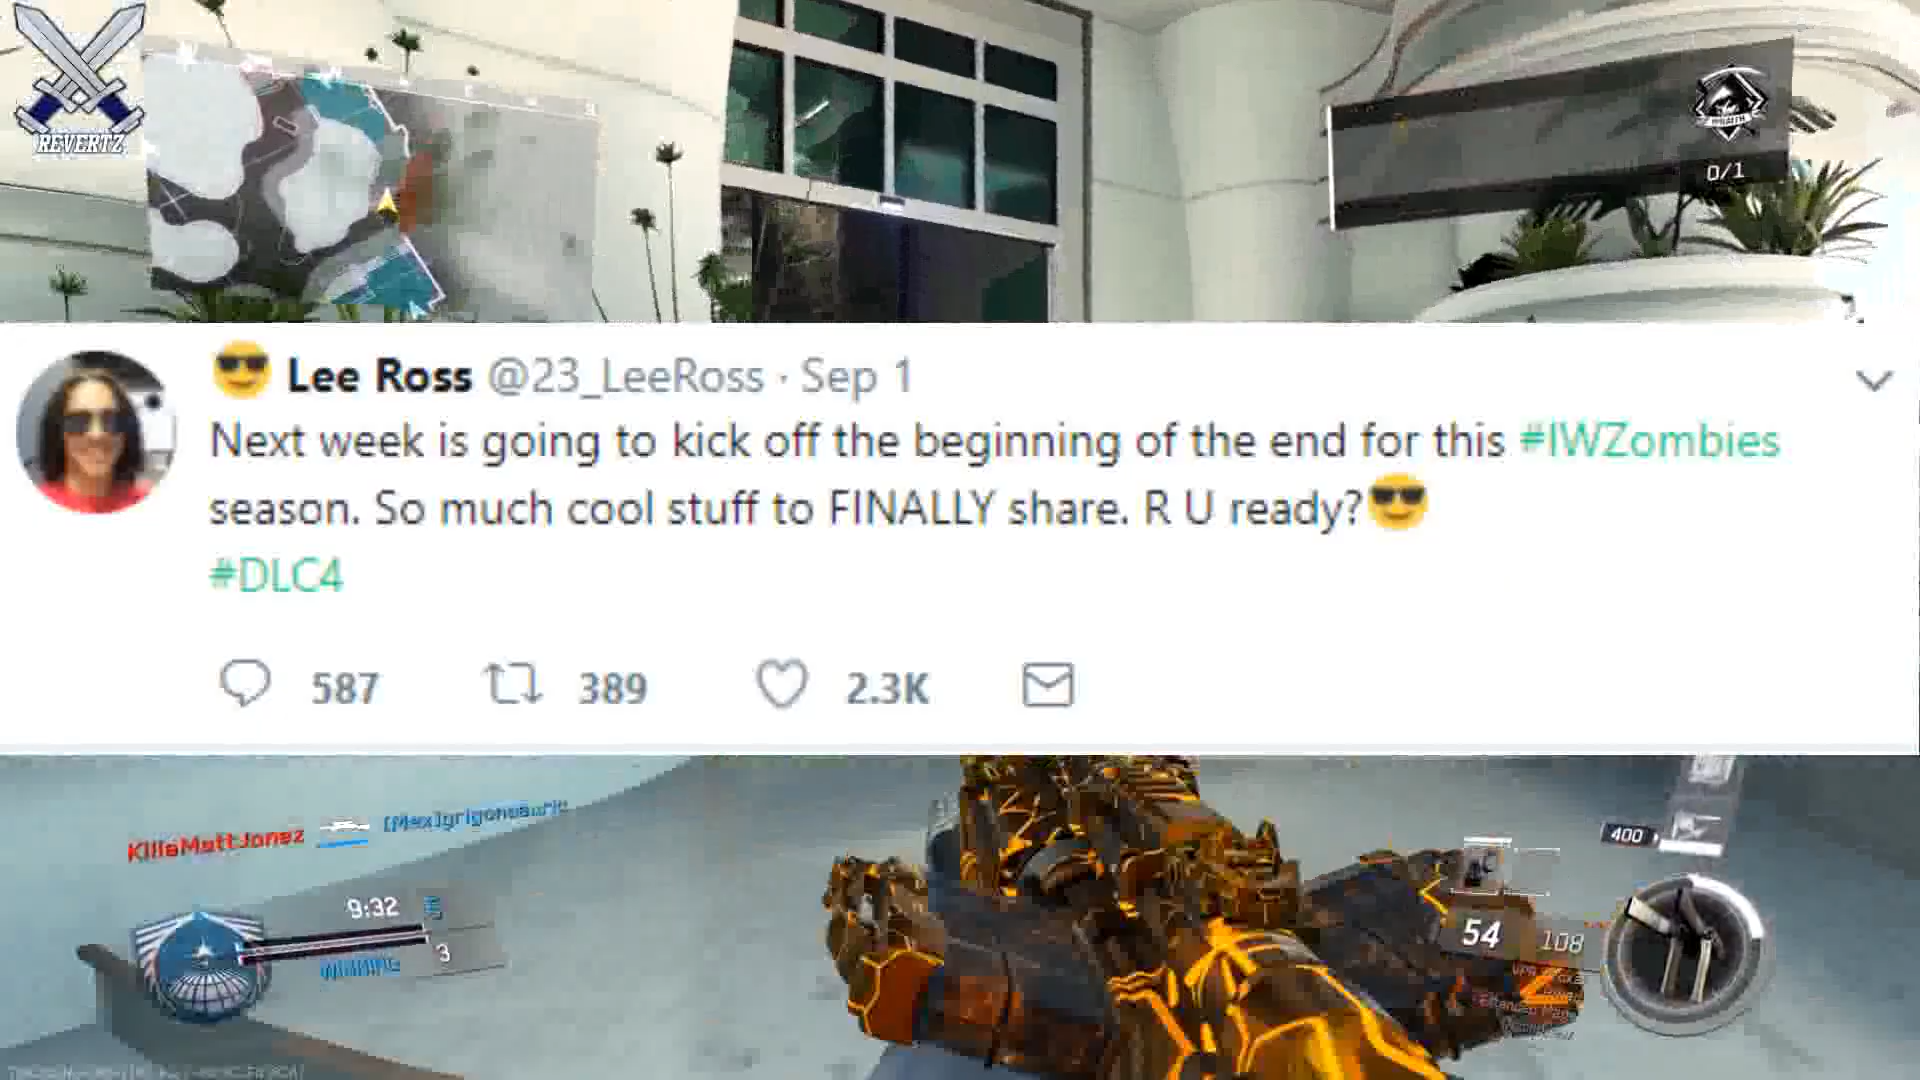 REVERTZ
WRAITH
0/1
😎 Lee Ross @23_LeeRoss · Sep 1
Next week is going to kick off the beginning of the end for this #IWZombies
season. So much cool stuff to FINALLY share. R U ready?😎
#DLC4
587 389 2.3K
400
9:32
WINNING 3
54 108